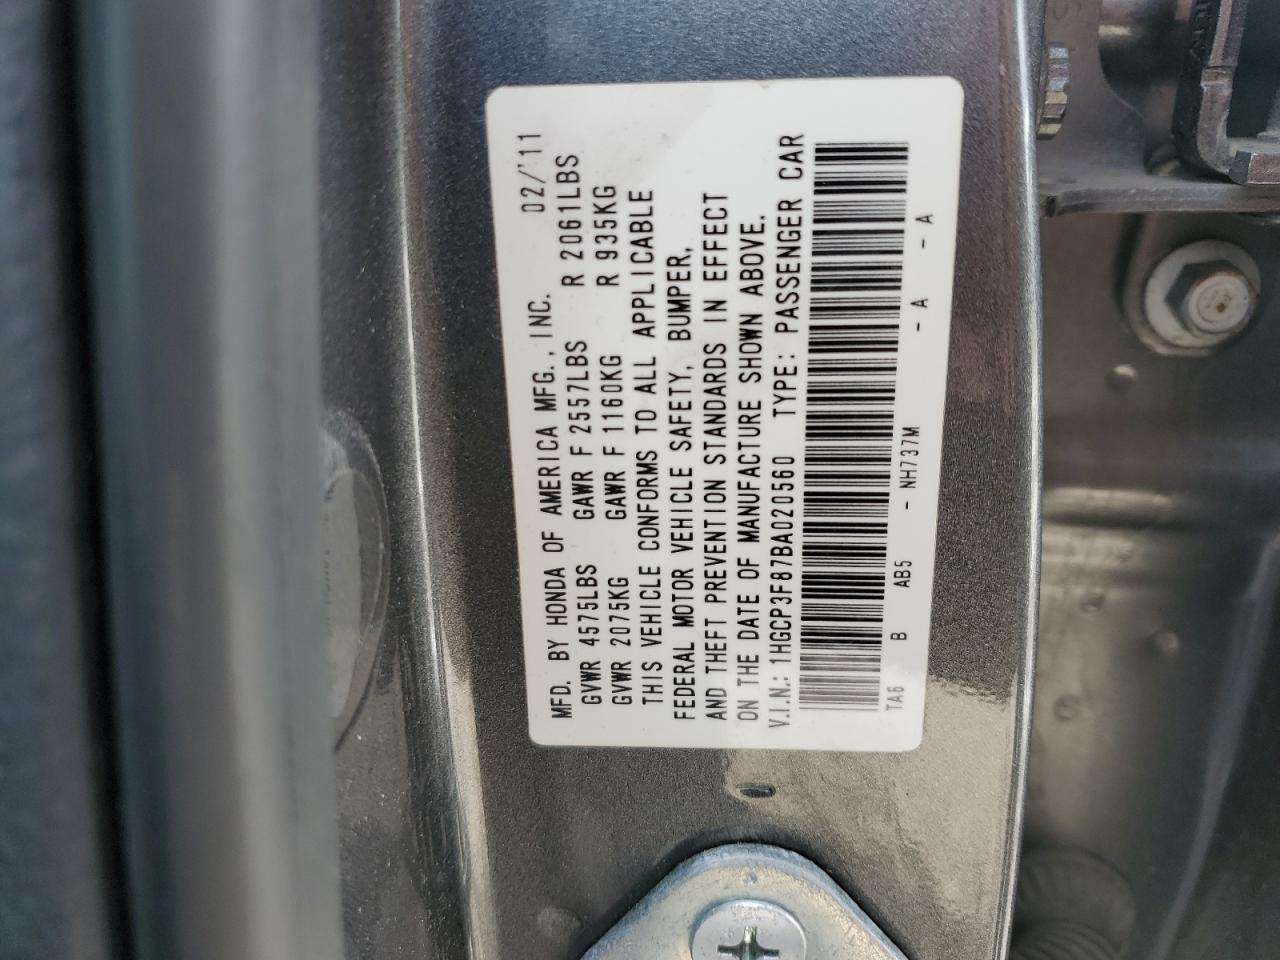 MFD. BY HONDA OF AMERICA MFG., INC. 02/'11
GVWR 4575LBS GAWR F 2557LBS R 2061LBS
GVWR 2075KG GAWR F 1160KG R 935KG
THIS VEHICLE CONFORMS TO ALL APPLICABLE
FEDERAL MOTOR VEHICLE SAFETY, BUMPER,
AND THEFT PREVENTION STANDARDS IN EFFECT
ON THE DATE OF MANUFACTURE SHOWN ABOVE.
V.I.N.: 1HGCP3F87BA020560 TYPE: PASSENGER CAR
TA6 B AB5 - NH737M - A - A